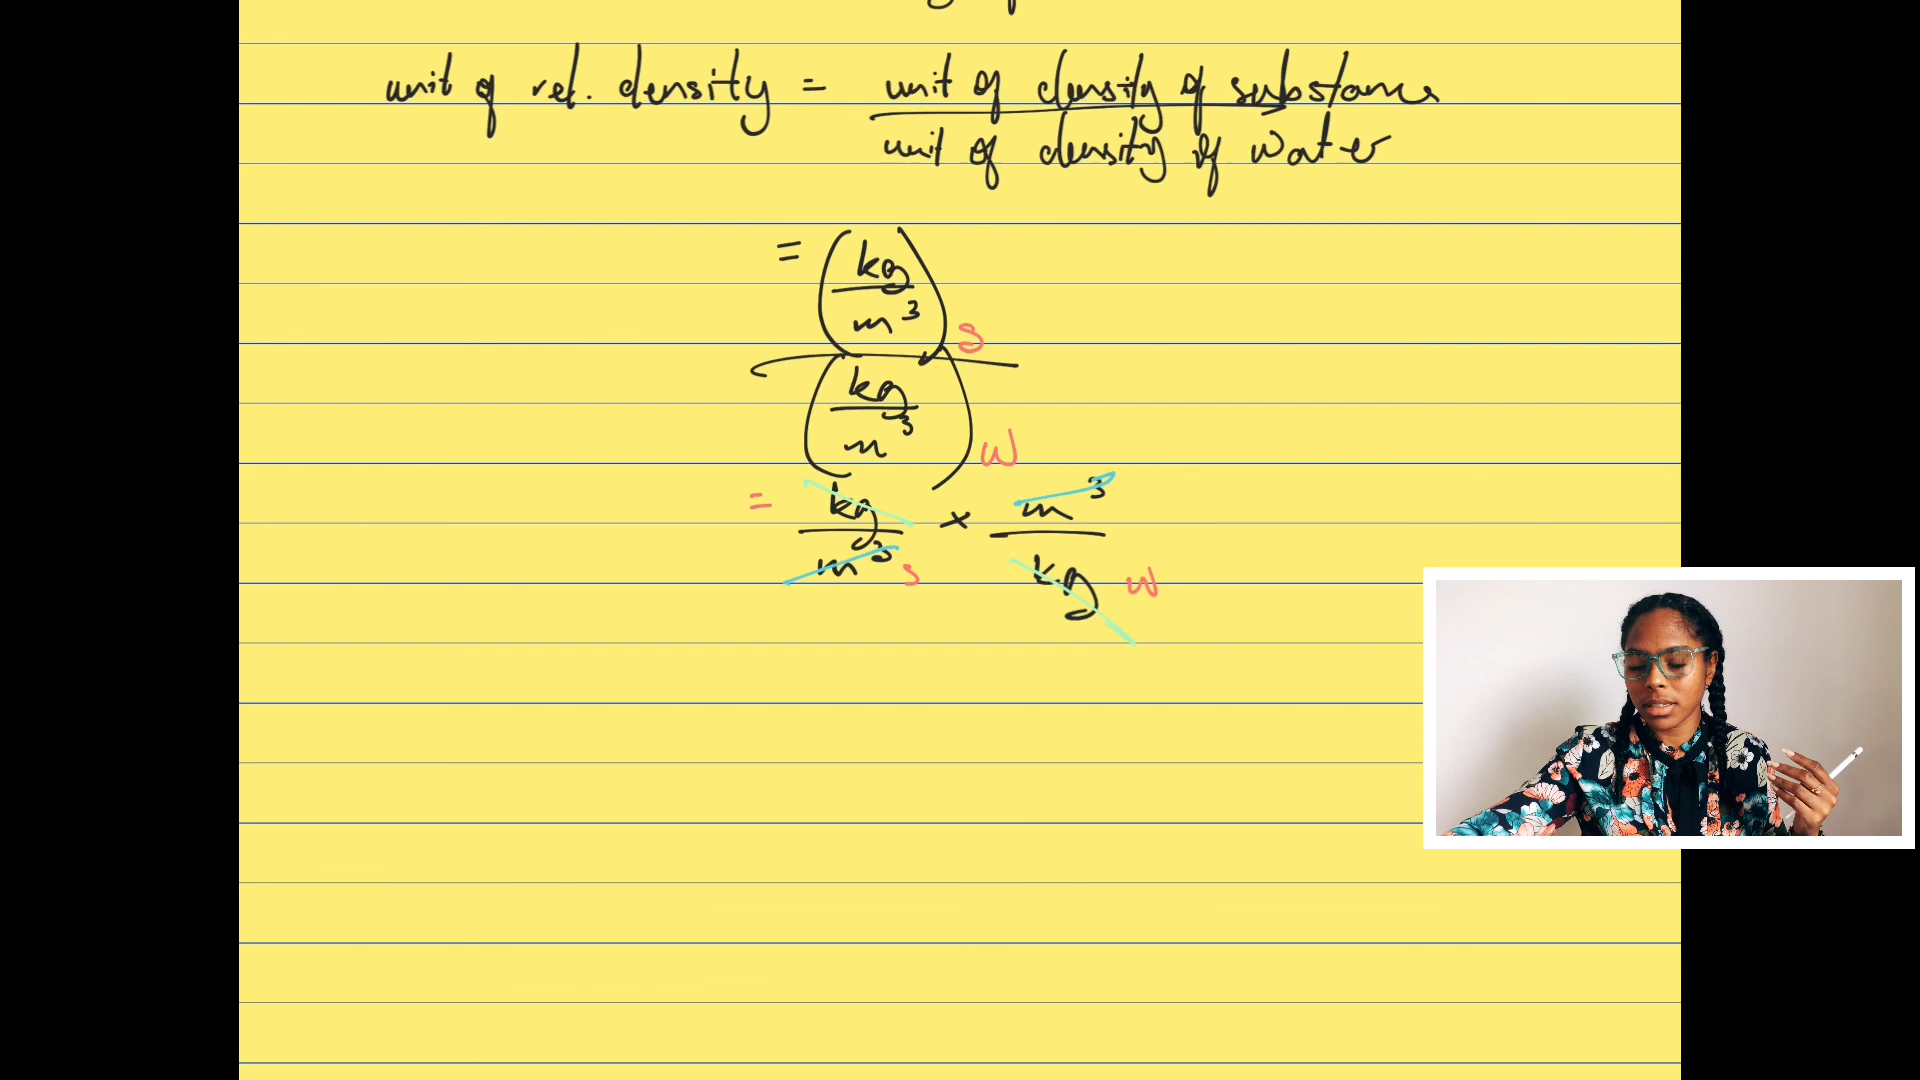 unit of rel. density = unit of density of substance
unit of density of water
= (kg
m³) s
(kg
m³) w
= kg × m³
m³ s kg w